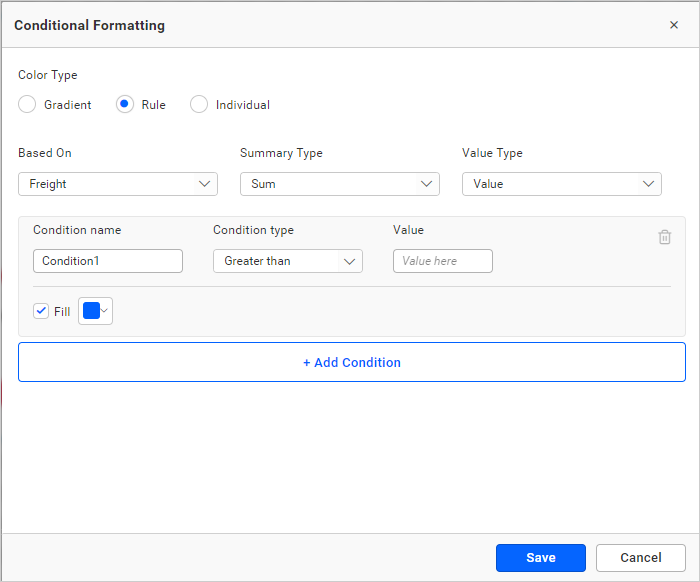 Conditional Formatting
Color Type
Gradient Rule Individual
Based On Summary Type Value Type
Freight Sum Value
Condition name Condition type Value
Condition1 Greater than Value here
Fill
+ Add Condition
Save Cancel